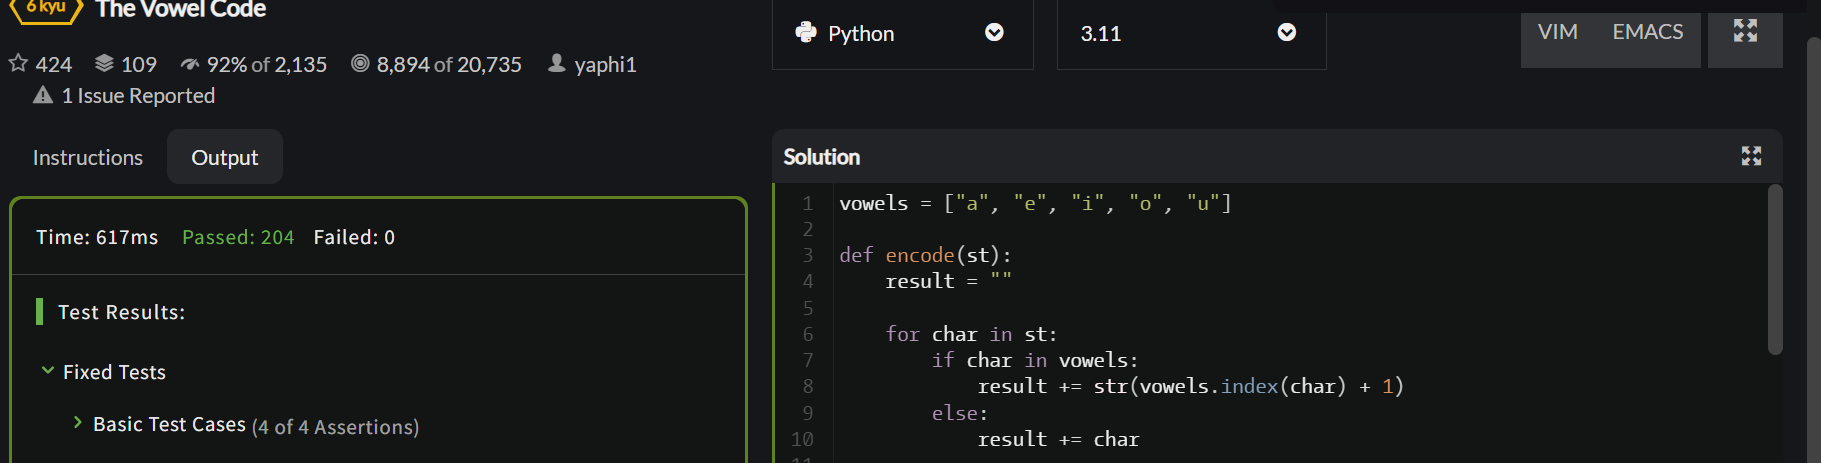 6 kyu The Vowel Code
424 109 92% of 2,135 8,894 of 20,735 yaphi1
1 Issue Reported
Python 3.11 VIM EMACS
Instructions Output
Time: 617ms Passed: 204 Failed: 0
Test Results:
Fixed Tests
Basic Test Cases (4 of 4 Assertions)
Solution
1 vowels = ["a", "e", "i", "o", "u"]
2
3 def encode(st):
4     result = ""
5
6     for char in st:
7         if char in vowels:
8             result += str(vowels.index(char) + 1)
9         else:
10             result += char
11